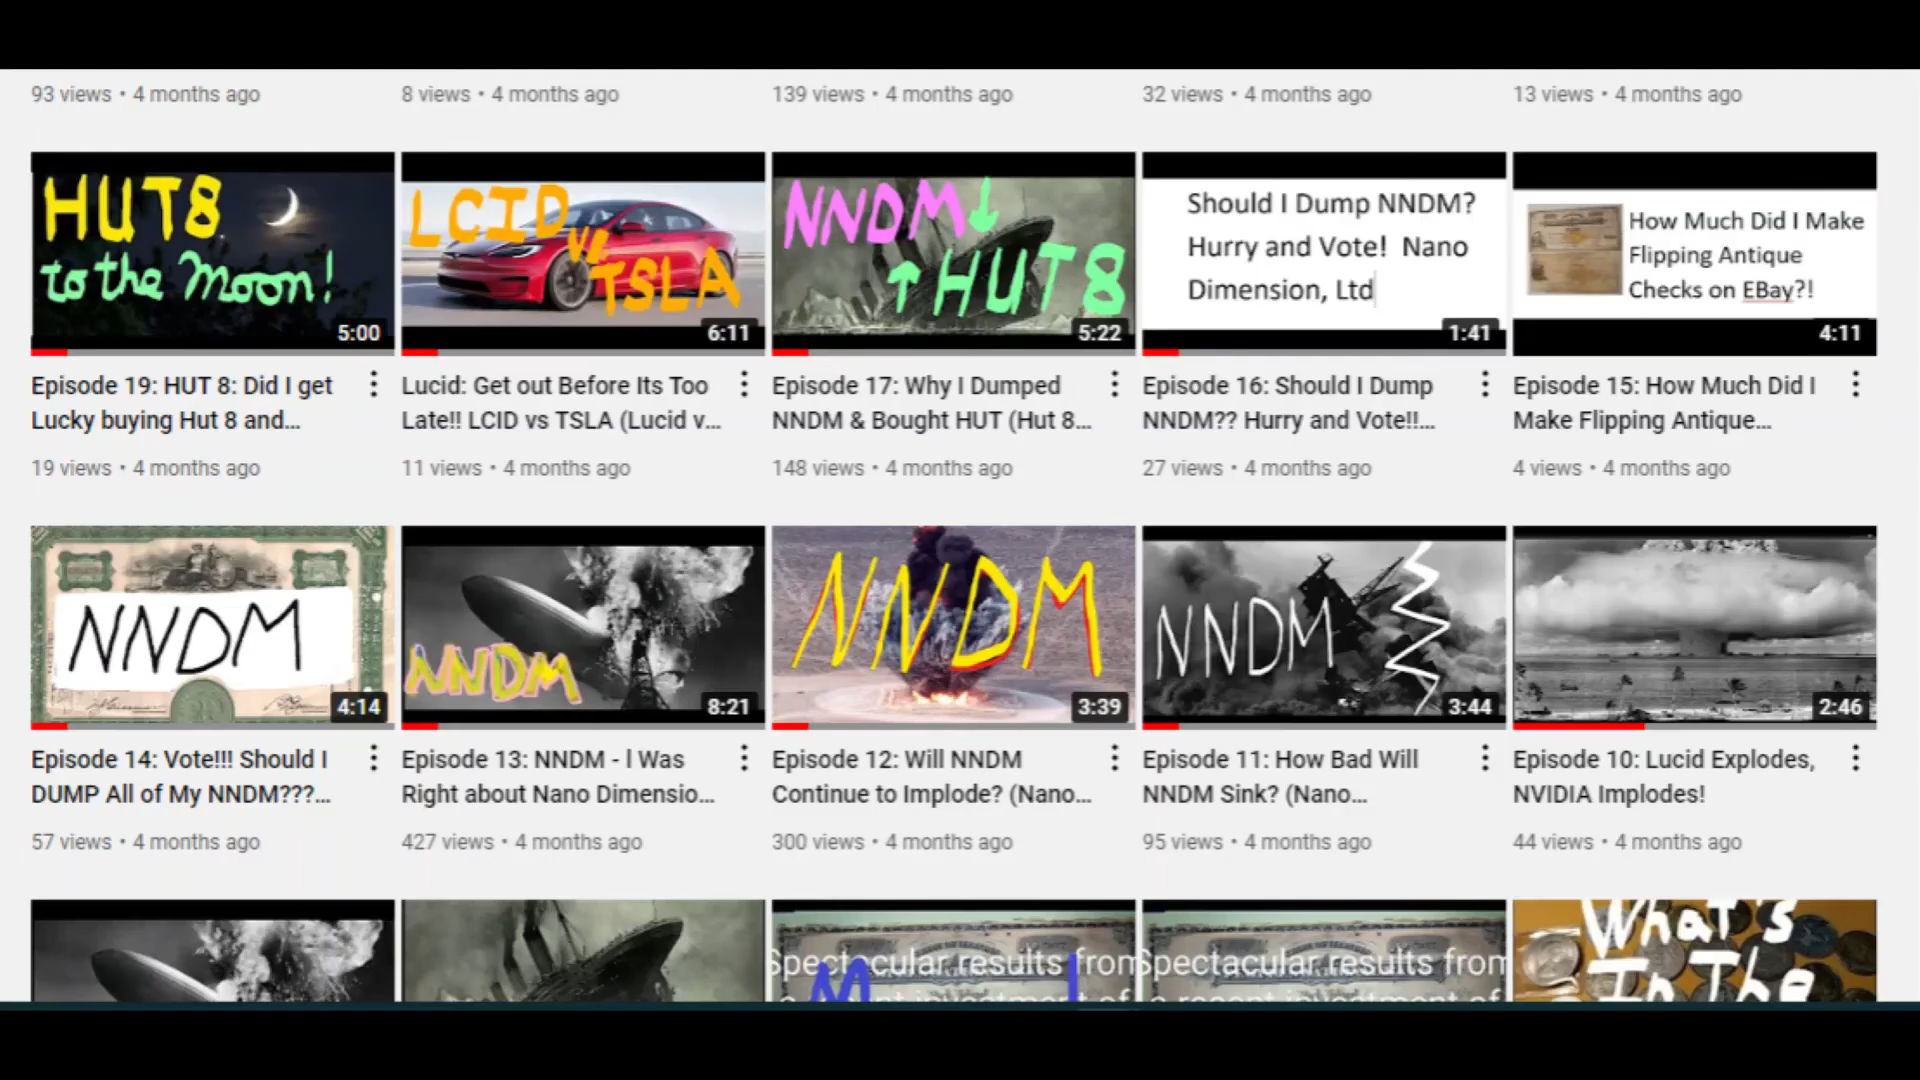 93 views • 4 months ago
8 views • 4 months ago
139 views • 4 months ago
32 views • 4 months ago
13 views • 4 months ago
HUT8
to the Moon!
5:00
LCID
vs.
TSLA
6:11
NNDM↓
↑HUT8
5:22
Should I Dump NNDM?
Hurry and Vote! Nano
Dimension, Ltd
1:41
How Much Did I Make
Flipping Antique
Checks on EBay?!
4:11
Episode 19: HUT 8: Did I get
Lucky buying Hut 8 and...
19 views • 4 months ago
Lucid: Get out Before Its Too
Late!! LCID vs TSLA (Lucid v...
11 views • 4 months ago
Episode 17: Why I Dumped
NNDM & Bought HUT (Hut 8...
148 views • 4 months ago
Episode 16: Should I Dump
NNDM?? Hurry and Vote!!...
27 views • 4 months ago
Episode 15: How Much Did I
Make Flipping Antique...
4 views • 4 months ago
NNDM
4:14
NNDM
8:21
NNDM
3:39
NNDM
3:44
2:46
Episode 14: Vote!!! Should I
DUMP All of My NNDM???...
57 views • 4 months ago
Episode 13: NNDM - I Was
Right about Nano Dimensio...
427 views • 4 months ago
Episode 12: Will NNDM
Continue to Implode? (Nano...
300 views • 4 months ago
Episode 11: How Bad Will
NNDM Sink? (Nano...
95 views • 4 months ago
Episode 10: Lucid Explodes,
NVIDIA Implodes!
44 views • 4 months ago
Spectacular results from
Spectacular results from
a recent investment of
What's
In The